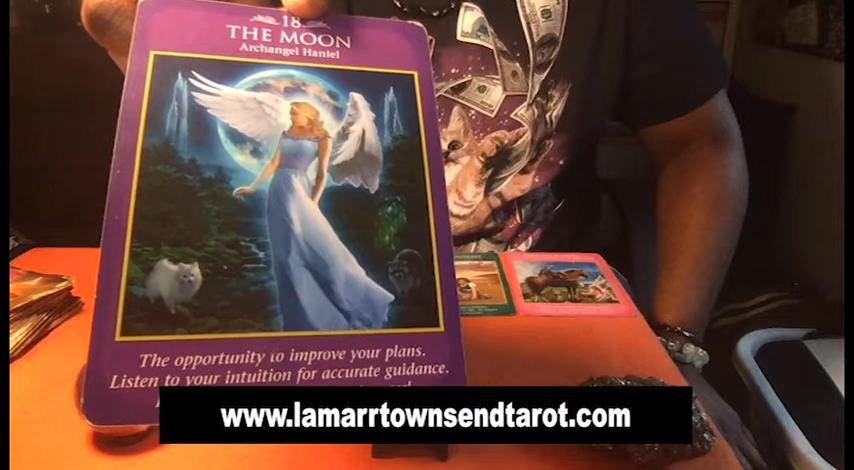 18
THE MOON
Archangel Haniel
The opportunity to improve your plans.
Listen to your intuition for accurate guidance.
www.lamarrtownsendtarot.com